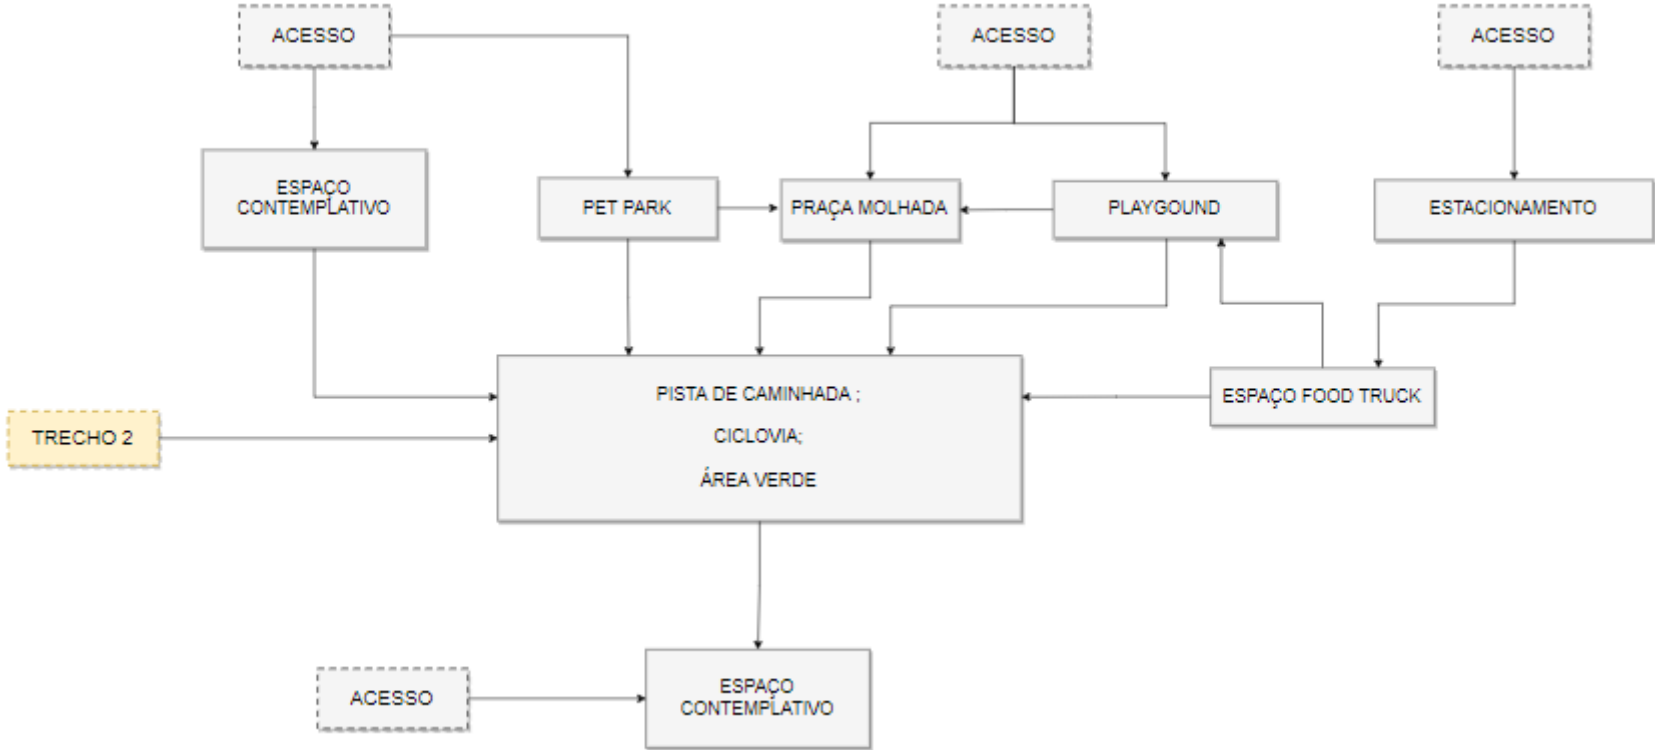 ACESSO
ACESSO
ACESSO
ESPAÇO
CONTEMPLATIVO
PET PARK
PRAÇA MOLHADA
PLAYGOUND
ESTACIONAMENTO
PISTA DE CAMINHADA ;
CICLOVIA;
ÁREA VERDE
ESPAÇO FOOD TRUCK
TRECHO 2
ACESSO
ESPAÇO
CONTEMPLATIVO